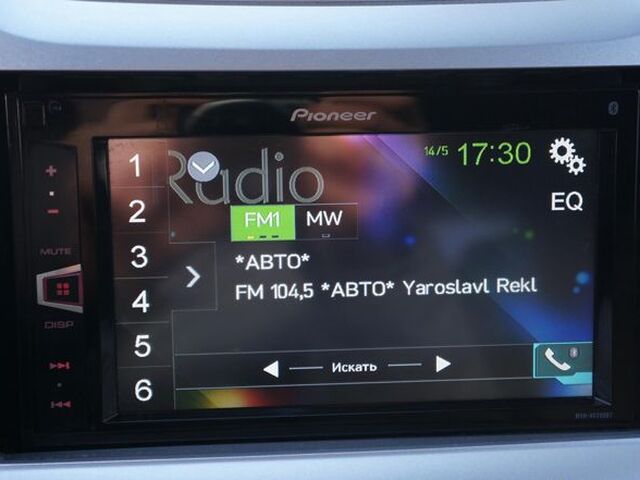 Pioneer
Radio
14/5 17:30
EQ
FM1 MW
*АВТО*
FM 104,5 *АВТО* Yaroslavl Rekl
Искать
1
2
3
4
5
6
MUTE
DISP